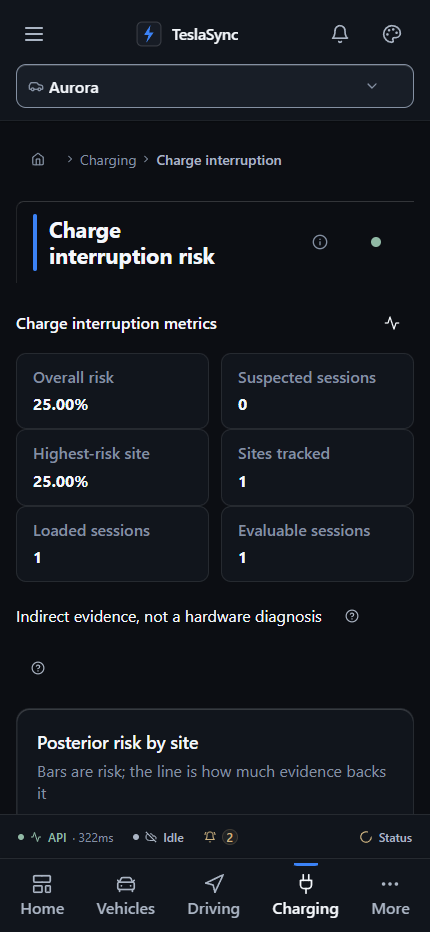 TeslaSync
Aurora
Charging > Charge interruption
Charge
interruption risk
Charge interruption metrics
Overall risk
25.00%
Suspected sessions
0
Highest-risk site
25.00%
Sites tracked
1
Loaded sessions
1
Evaluable sessions
1
Indirect evidence, not a hardware diagnosis
Posterior risk by site
Bars are risk; the line is how much evidence backs
it
API · 322ms
Idle
2
Status
Home
Vehicles
Driving
Charging
More